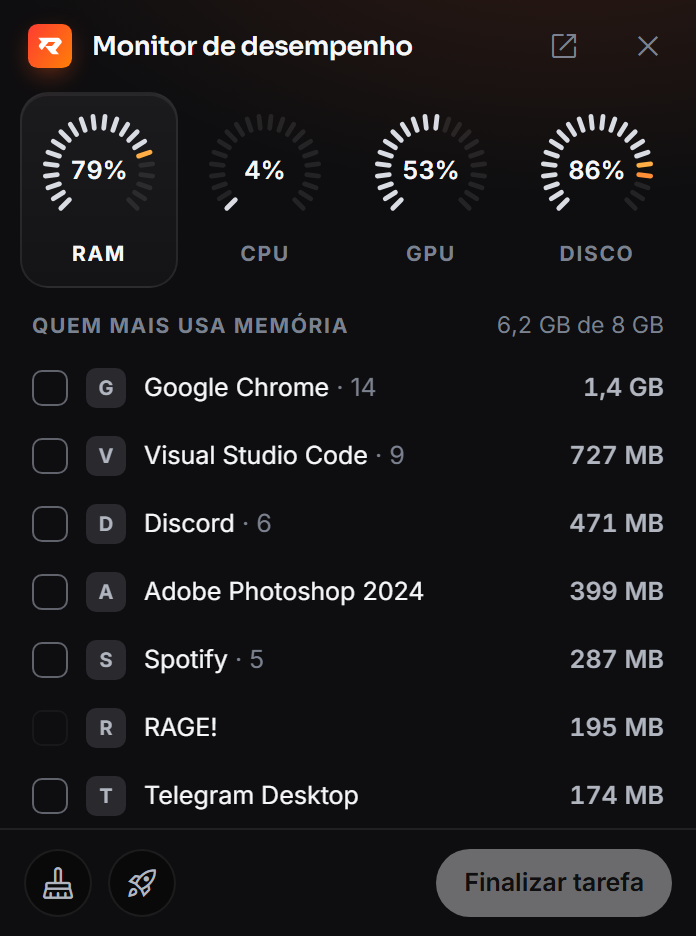 Monitor de desempenho
79%
4%
53%
86%
RAM
CPU
GPU
DISCO
QUEM MAIS USA MEMÓRIA
6,2 GB de 8 GB
G Google Chrome · 14 1,4 GB
V Visual Studio Code · 9 727 MB
D Discord · 6 471 MB
A Adobe Photoshop 2024 399 MB
S Spotify · 5 287 MB
R RAGE! 195 MB
T Telegram Desktop 174 MB
Finalizar tarefa